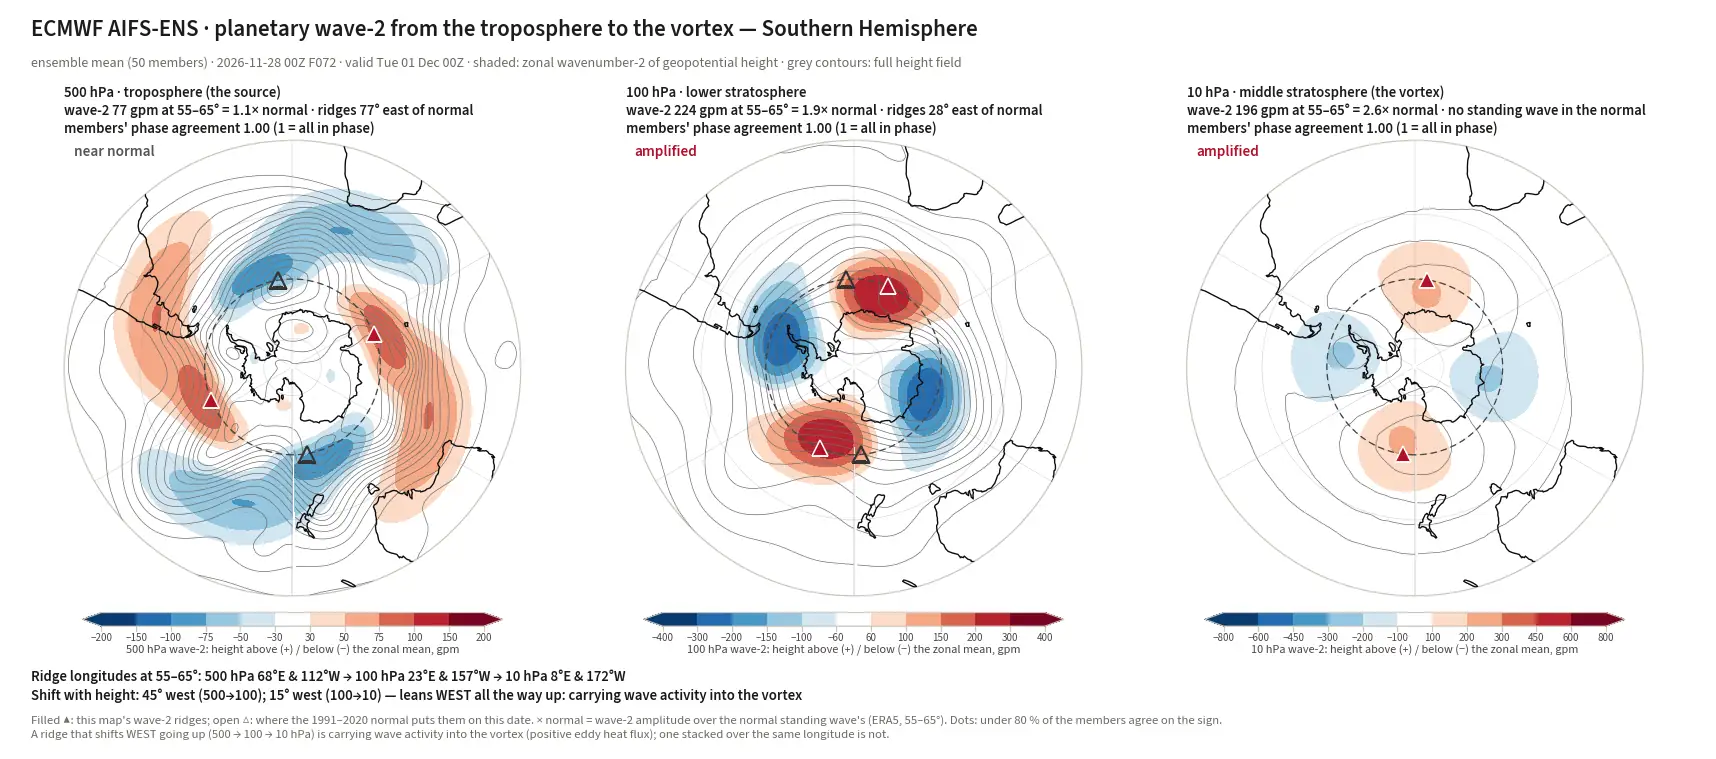 ECMWF AIFS-ENS · planetary wave-2 from the troposphere to the vortex — Southern Hemisphere
ensemble mean (50 members) · 2026-11-28 00Z F072 · valid Tue 01 Dec 00Z · shaded: zonal wavenumber-2 of geopotential height · grey contours: full height field
500 hPa · troposphere (the source)
wave-2 77 gpm at 55–65° = 1.1× normal · ridges 77° east of normal
members' phase agreement 1.00 (1 = all in phase)
near normal
100 hPa · lower stratosphere
wave-2 224 gpm at 55–65° = 1.9× normal · ridges 28° east of normal
members' phase agreement 1.00 (1 = all in phase)
amplified
10 hPa · middle stratosphere (the vortex)
wave-2 196 gpm at 55–65° = 2.6× normal · no standing wave in the normal
members' phase agreement 1.00 (1 = all in phase)
amplified
−200 −150 −100 −75 −50 −30 30 50 75 100 150 200
500 hPa wave-2: height above (+) / below (−) the zonal mean, gpm
−400 −300 −200 −150 −100 −60 60 100 150 200 300 400
100 hPa wave-2: height above (+) / below (−) the zonal mean, gpm
−800 −600 −450 −300 −200 −100 100 200 300 450 600 800
10 hPa wave-2: height above (+) / below (−) the zonal mean, gpm
Ridge longitudes at 55–65°: 500 hPa 68°E & 112°W → 100 hPa 23°E & 157°W → 10 hPa 8°E & 172°W
Shift with height: 45° west (500→100); 15° west (100→10) — leans WEST all the way up: carrying wave activity into the vortex
Filled ▲: this map's wave-2 ridges; open △: where the 1991–2020 normal puts them on this date. × normal = wave-2 amplitude over the normal standing wave's (ERA5, 55–65°). Dots: under 80 % of the members agree on the sign.
A ridge that shifts WEST going up (500 → 100 → 10 hPa) is carrying wave activity into the vortex (positive eddy heat flux); one stacked over the same longitude is not.